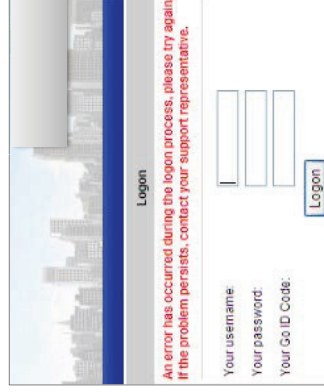 Logon
An error has occurred during the logon process, please try again
If the problem persists, contact your support representative.
Your username:
Your password:
Your Go ID Code:
Logon